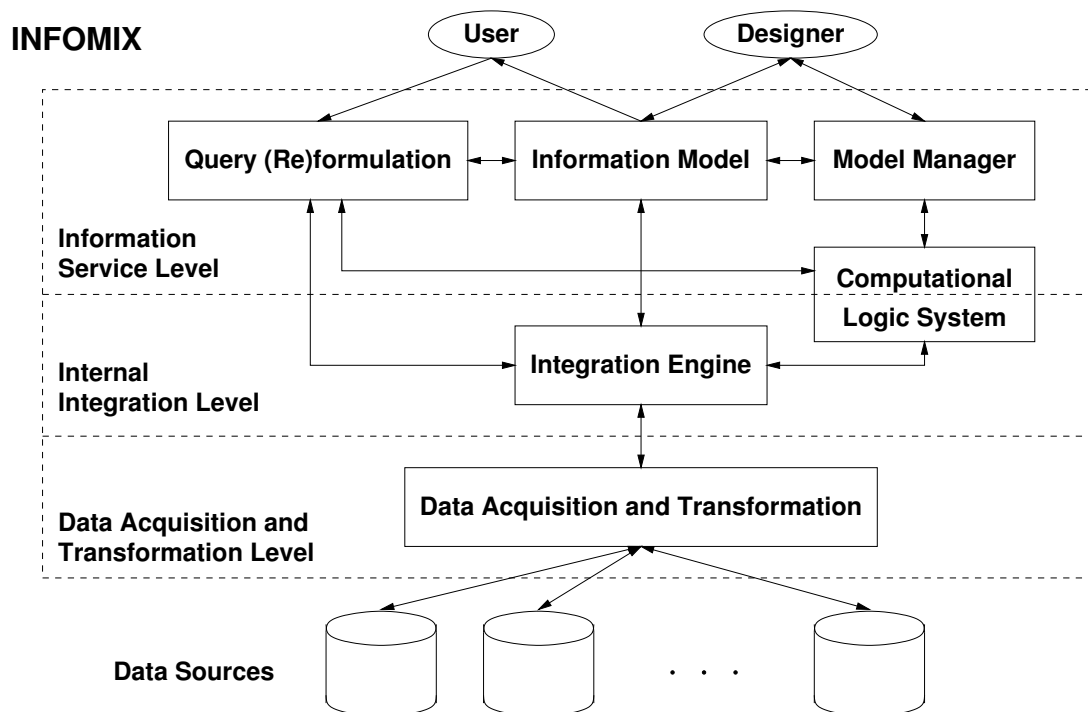 INFOMIX
User
Designer
Query (Re)formulation
Information Model
Model Manager
Information
Service Level
Computational
Logic System
Integration Engine
Internal
Integration Level
Data Acquisition and Transformation
Data Acquisition and
Transformation Level
Data Sources
. . .